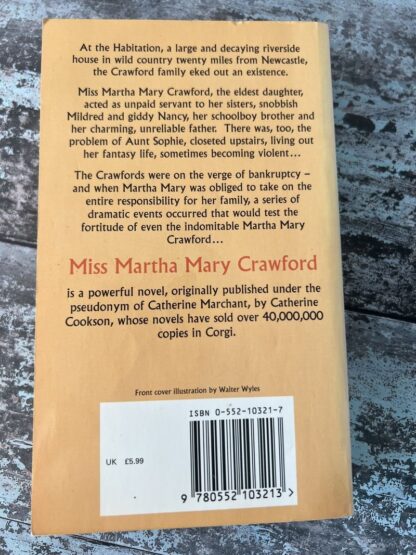 At the Habitation, a large and decaying riverside
house in wild country twenty miles from Newcastle,
the Crawford family eked out an existence.
Miss Martha Mary Crawford, the eldest daughter,
acted as unpaid servant to her sisters, snobbish
Mildred and giddy Nancy, her schoolboy brother and
her charming, unreliable father. There was, too, the
problem of Aunt Sophie, closeted upstairs, living out
her fantasy life, sometimes becoming violent...
The Crawfords were on the verge of bankruptcy –
and when Martha Mary was obliged to take on the
entire responsibility for her family, a series of
dramatic events occurred that would test the
fortitude of even the indomitable Martha Mary
Crawford...
Miss Martha Mary Crawford
is a powerful novel, originally published under the
pseudonym of Catherine Marchant, by Catherine
Cookson, whose novels have sold over 40,000,000
copies in Corgi.
Front cover illustration by Walter Wyles
ISBN 0-552-10321-7
UK £5.99
9 780552 103213 >